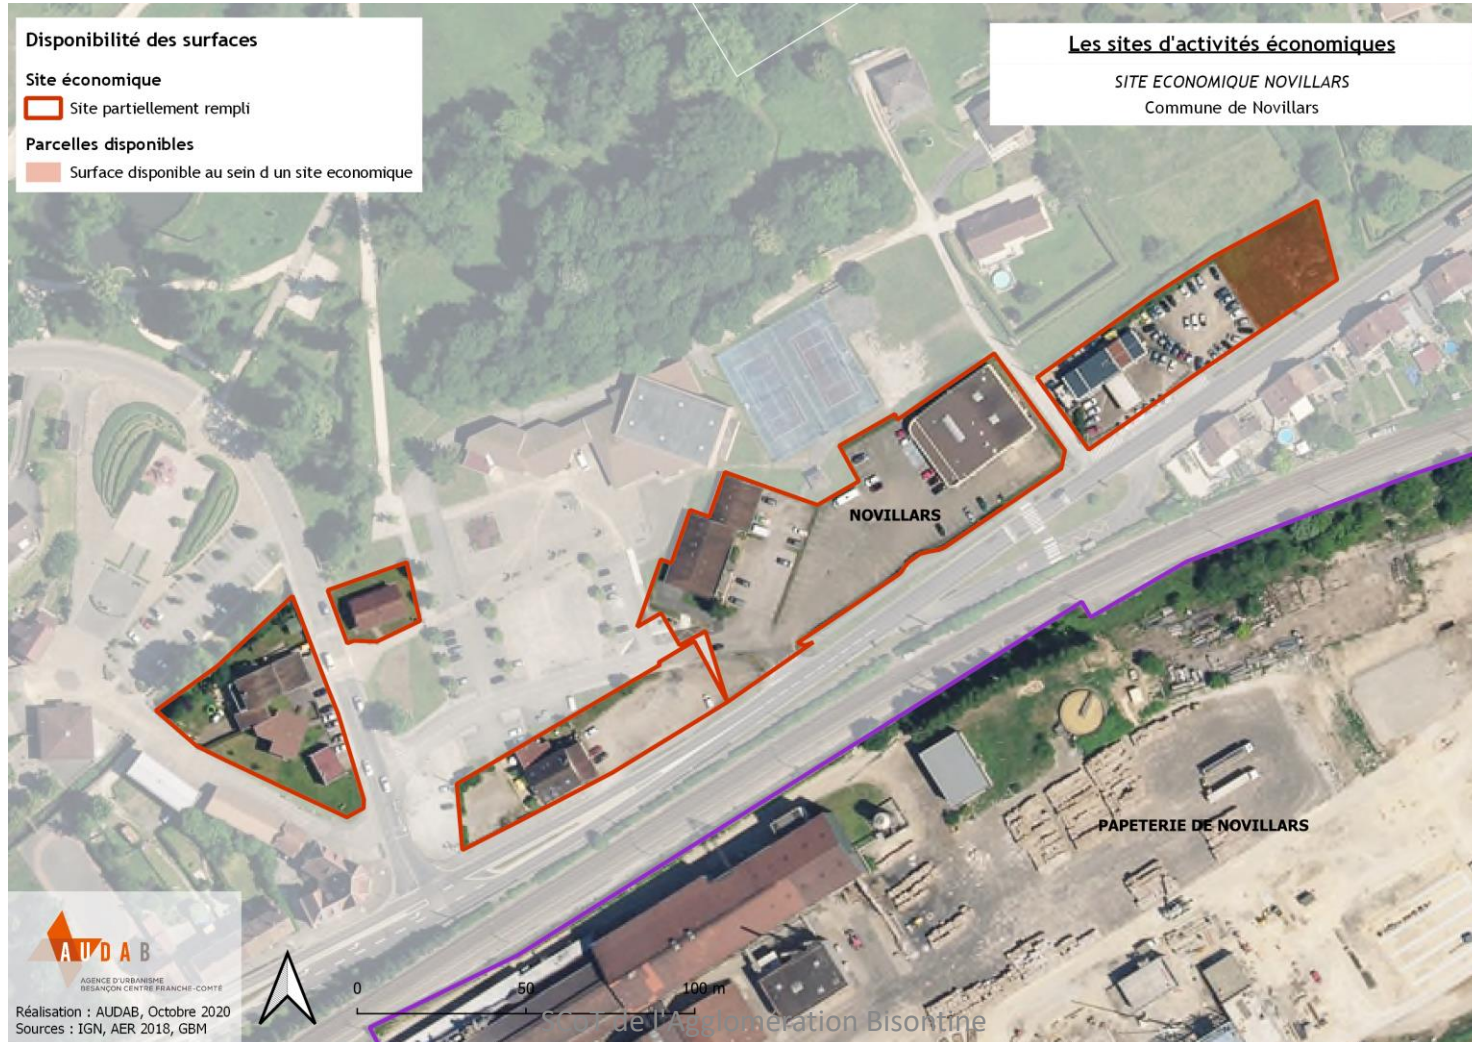 Disponibilité des surfaces
Site économique
Site partiellement rempli
Parcelles disponibles
Surface disponible au sein d un site economique
Les sites d'activités économiques
SITE ECONOMIQUE NOVILLARS
Commune de Novillars
NOVILLARS
PAPETERIE DE NOVILLARS
AUDAB
AGENCE D'URBANISME
BESANÇON CENTRE FRANCHE-COMTÉ
Réalisation : AUDAB, Octobre 2020
Sources : IGN, AER 2018, GBM
0 50 100 m
de l'Agglomération Bisontine